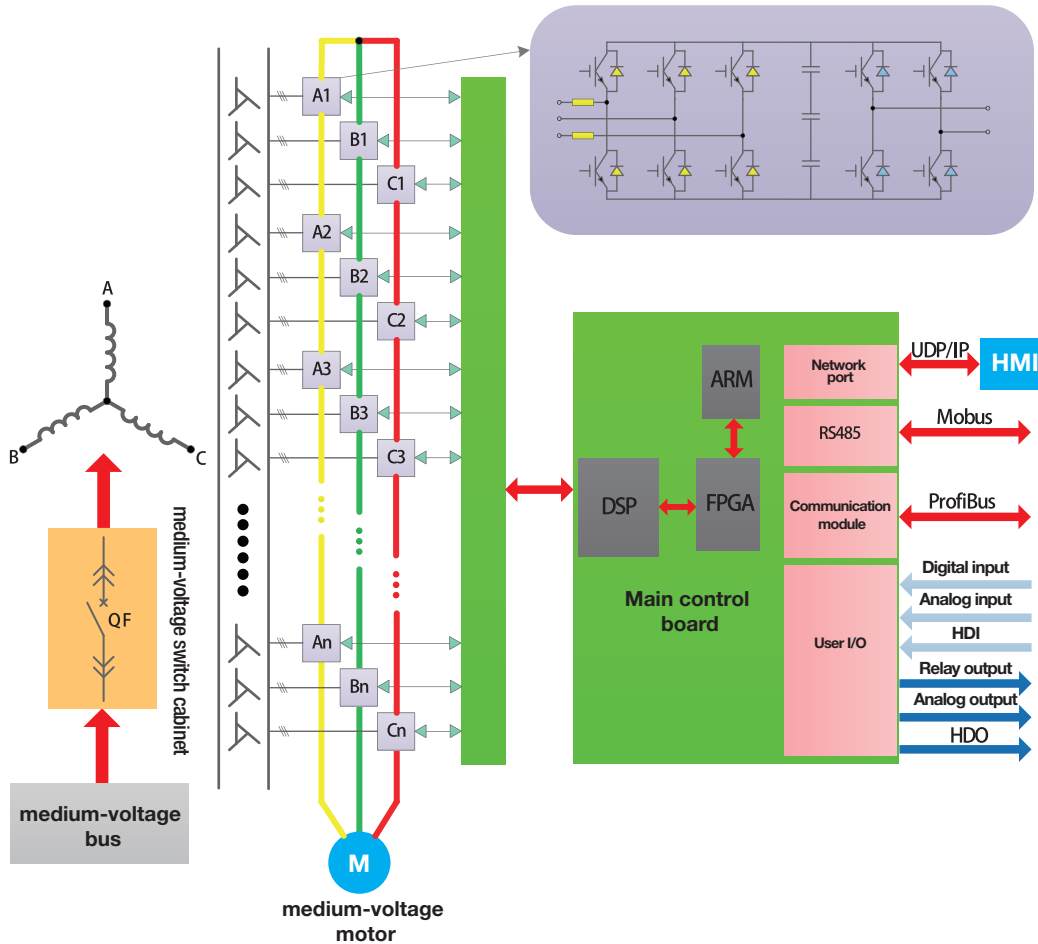 A
B
C
medium-voltage switch cabinet
QF
medium-voltage
bus
A1
B1
C1
A2
B2
C2
A3
B3
C3
An
Bn
Cn
M
medium-voltage
motor
DSP
ARM
FPGA
Main control
board
Network
port
RS485
Communication
module
User I/O
UDP/IP
HMI
Mobus
ProfiBus
Digital input
Analog input
HDI
Relay output
Analog output
HDO